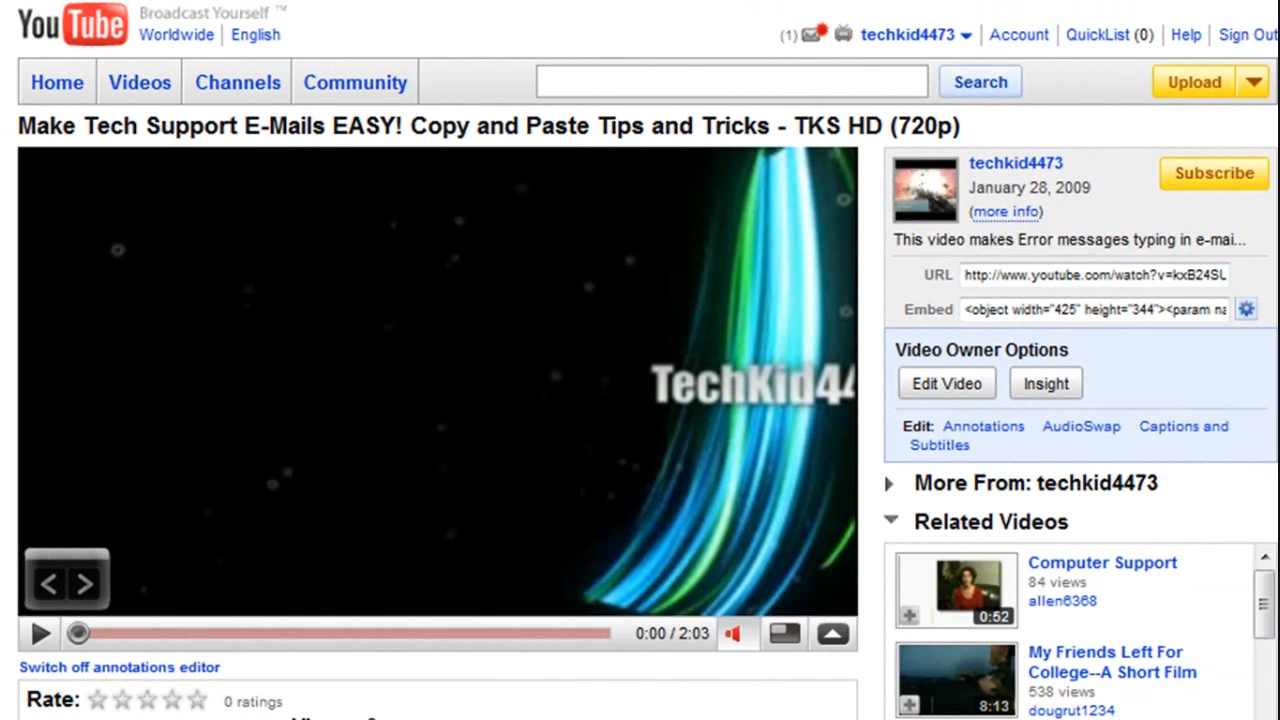 YouTube
Broadcast Yourself ™
Worldwide | English
(1) techkid4473 | Account | QuickList (0) | Help | Sign Out
Home Videos Channels Community Search Upload
Make Tech Support E-Mails EASY! Copy and Paste Tips and Tricks - TKS HD (720p)
TechKid44
techkid4473
Subscribe
January 28, 2009
(more info)
This video makes Error messages typing in e-mai...
URL http://www.youtube.com/watch?v=kxB24SL
Embed <object width="425" height="344"><param na
Video Owner Options
Edit Video Insight
Edit: Annotations AudioSwap Captions and
Subtitles
More From: techkid4473
Related Videos
Computer Support
84 views
allen6368
0:52
My Friends Left For
College--A Short Film
538 views
dougrut1234
8:13
0:00 / 2:03
Switch off annotations editor
Rate: 0 ratings